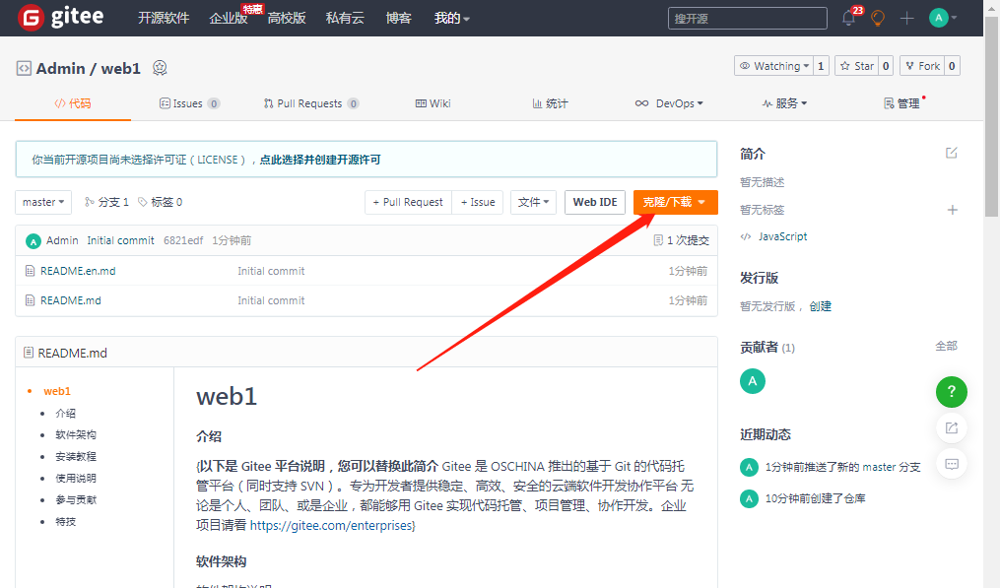 gitee
开源软件 企业版 特惠 高校版 私有云 博客 我的 搜开源 23 A
Admin / web1 Watching 1 Star 0 Fork 0
代码 Issues 0 Pull Requests 0 Wiki 统计 DevOps 服务 管理
你当前开源项目尚未选择许可证（LICENSE），点此选择并创建开源许可
master 分支 1 标签 0 + Pull Request + Issue 文件 Web IDE 克隆/下载
A Admin Initial commit 6821edf 1分钟前 1 次提交
README.en.md Initial commit 1分钟前
README.md Initial commit 1分钟前
README.md
web1
介绍
软件架构
安装教程
使用说明
参与贡献
特技
web1
介绍
{以下是 Gitee 平台说明，您可以替换此简介 Gitee 是 OSCHINA 推出的基于 Git 的代码托
管平台（同时支持 SVN）。专为开发者提供稳定、高效、安全的云端软件开发协作平台 无
论是个人、团队、或是企业，都能够用 Gitee 实现代码托管、项目管理、协作开发。企业
项目请看 https://gitee.com/enterprises}
软件架构
软件架构说明
简介
暂无描述
暂无标签
JavaScript
发行版
暂无发行版，创建
贡献者 (1) 全部
A
?
近期动态
A 1分钟前推送了新的 master 分支
A 10分钟前创建了仓库